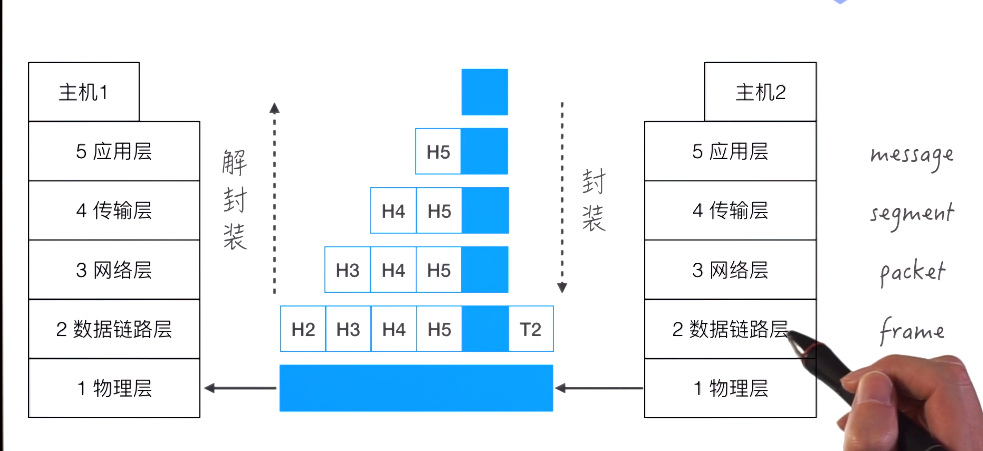 主机1
主机2
5 应用层
解封装
H5
封装
5 应用层
message
4 传输层
H4 H5
4 传输层
segment
3 网络层
H3 H4 H5
3 网络层
packet
2 数据链路层
H2 H3 H4 H5 T2
2 数据链路层
frame
1 物理层
1 物理层